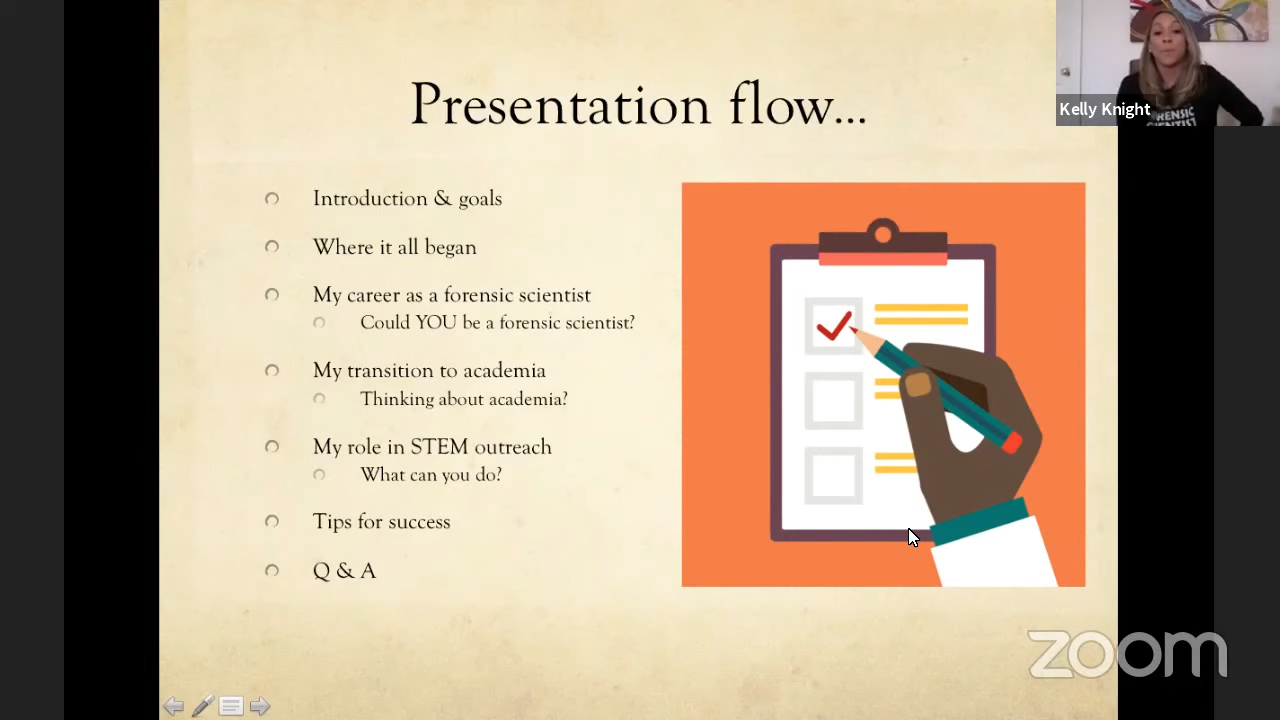 Presentation flow...
Kelly Knight
Introduction & goals
Where it all began
My career as a forensic scientist
Could YOU be a forensic scientist?
My transition to academia
Thinking about academia?
My role in STEM outreach
What can you do?
Tips for success
Q & A
zoom